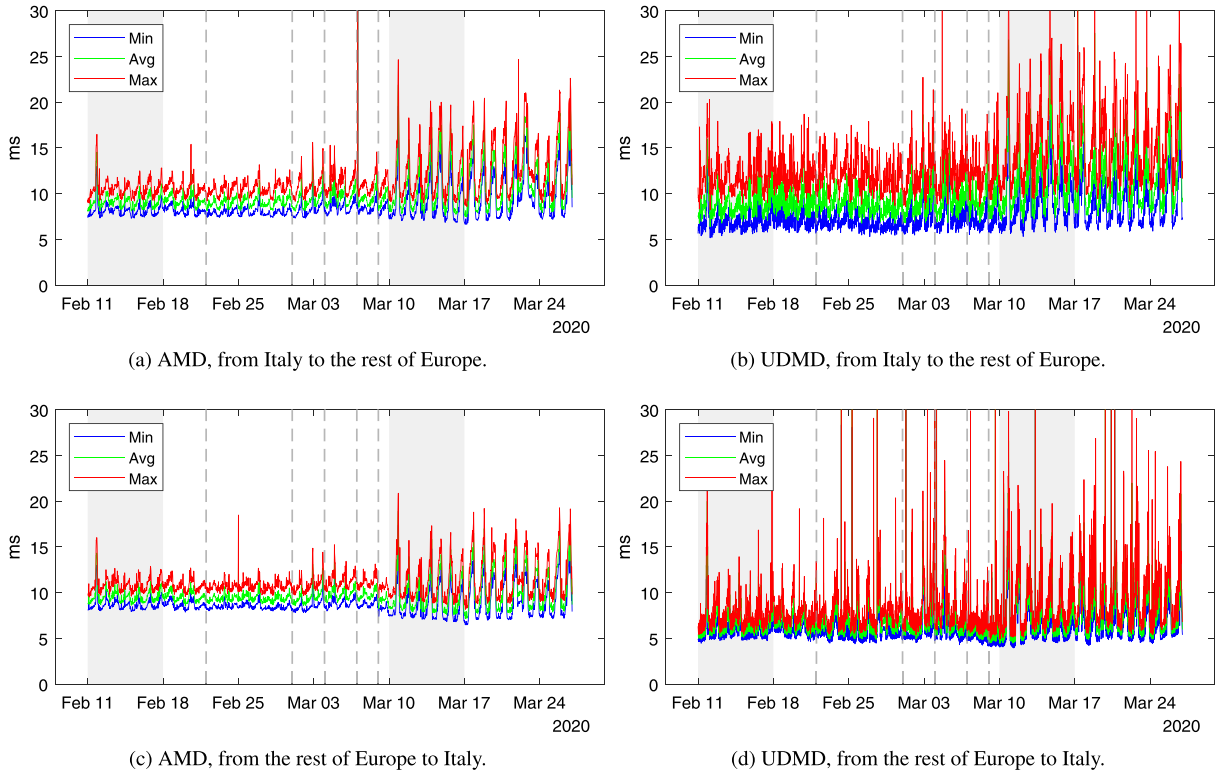 30
25
20
15
10
5
0
ms
Min
Avg
Max
Feb 11
Feb 18
Feb 25
Mar 03
Mar 10
Mar 17
Mar 24
2020
(a) AMD, from Italy to the rest of Europe.
30
25
20
15
10
5
0
ms
Min
Avg
Max
Feb 11
Feb 18
Feb 25
Mar 03
Mar 10
Mar 17
Mar 24
2020
(b) UDMD, from Italy to the rest of Europe.
30
25
20
15
10
5
0
ms
Min
Avg
Max
Feb 11
Feb 18
Feb 25
Mar 03
Mar 10
Mar 17
Mar 24
2020
(c) AMD, from the rest of Europe to Italy.
30
25
20
15
10
5
0
ms
Min
Avg
Max
Feb 11
Feb 18
Feb 25
Mar 03
Mar 10
Mar 17
Mar 24
2020
(d) UDMD, from the rest of Europe to Italy.